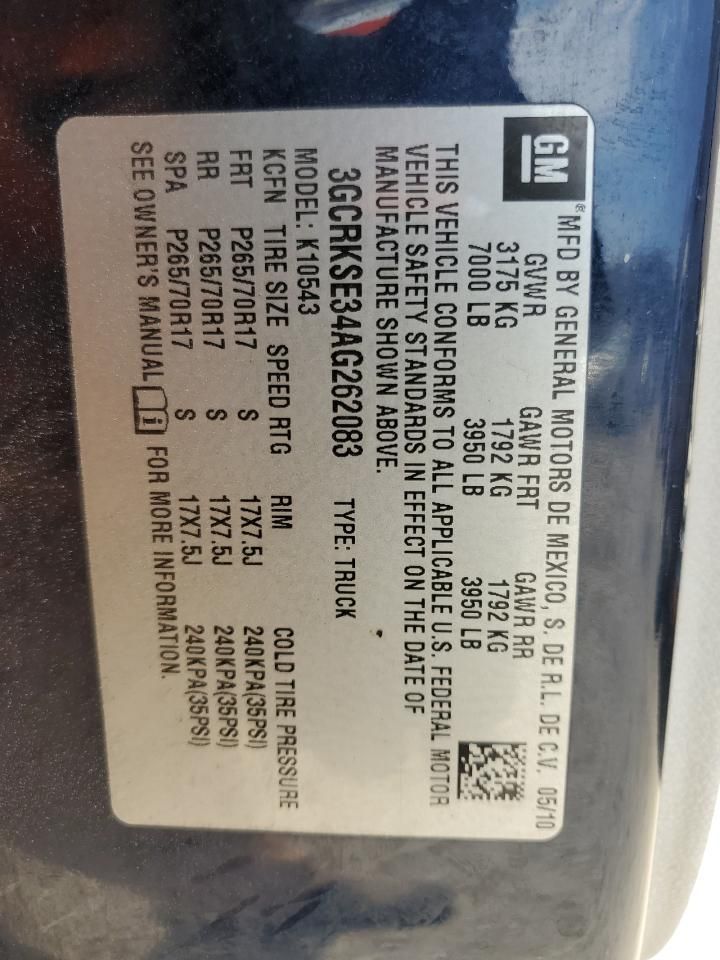 GM ® MFD BY GENERAL MOTORS DE MEXICO, S. DE R.L. DE C.V. 05/10
GVWR GAWR FRT GAWR RR
3175 KG 1792 KG 1792 KG
7000 LB 3950 LB 3950 LB
THIS VEHICLE CONFORMS TO ALL APPLICABLE U.S. FEDERAL MOTOR
VEHICLE SAFETY STANDARDS IN EFFECT ON THE DATE OF
MANUFACTURE SHOWN ABOVE.
3GCRKSE34AG262083 TYPE: TRUCK
MODEL: K10543
KCFN TIRE SIZE SPEED RTG RIM COLD TIRE PRESSURE
FRT P265/70R17 S 17X7.5J 240KPA(35PSI)
RR P265/70R17 S 17X7.5J 240KPA(35PSI)
SPA P265/70R17 S 17X7.5J 240KPA(35PSI)
SEE OWNER'S MANUAL i FOR MORE INFORMATION.